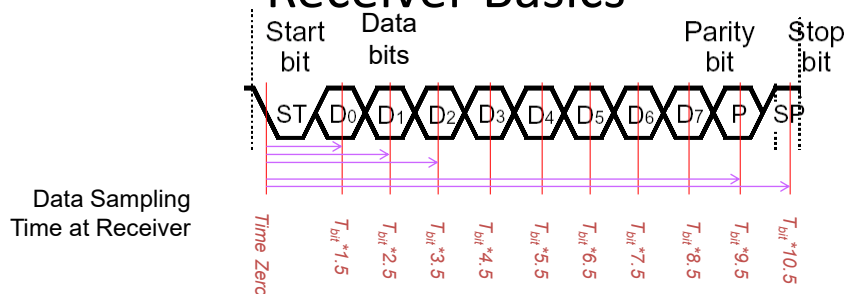 Receiver Basics
Start
bit
Data
bits
Parity
bit
Stop
bit
ST
D0
D1
D2
D3
D4
D5
D6
D7
P
SP
Data Sampling
Time at Receiver
Time Zero
Tbit*1.5
Tbit*2.5
Tbit*3.5
Tbit*4.5
Tbit*5.5
Tbit*6.5
Tbit*7.5
Tbit*8.5
Tbit*9.5
Tbit*10.5